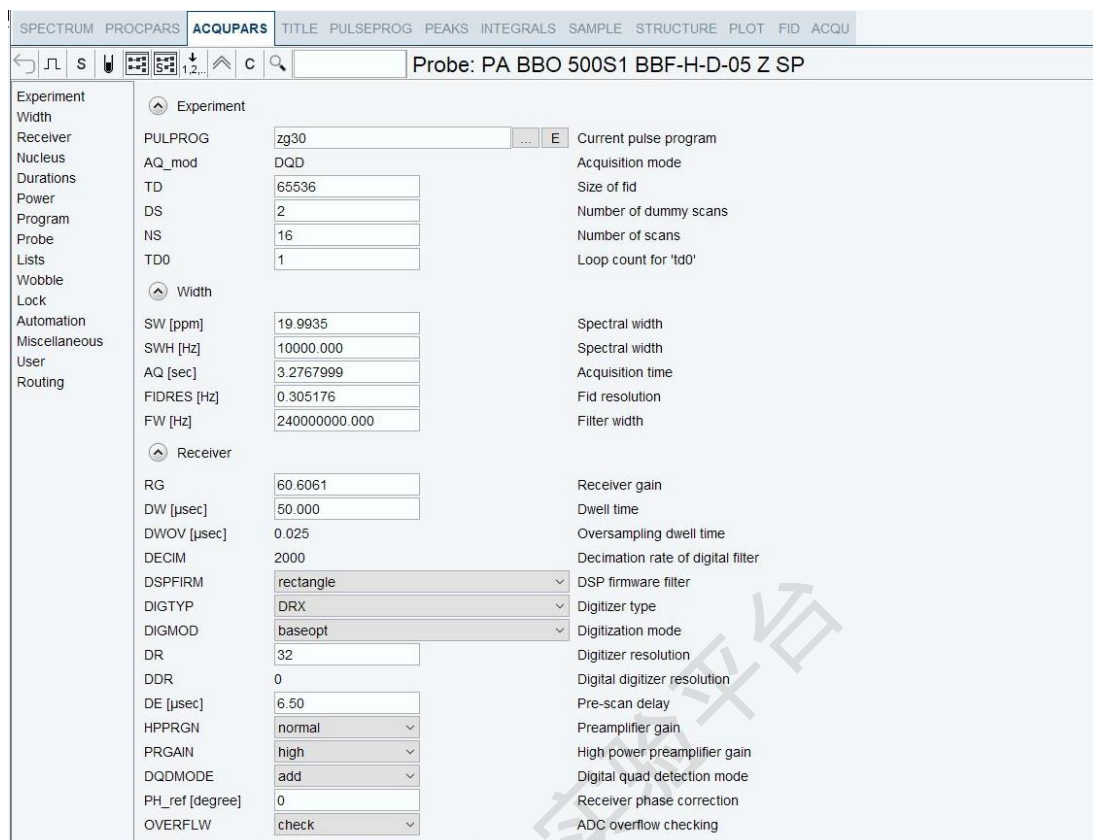 SPECTRUM PROCPARS ACQUPARS TITLE PULSEPROG PEAKS INTEGRALS SAMPLE STRUCTURE PLOT FID ACQU
S 1,2,.. C Probe: PA BBO 500S1 BBF-H-D-05 Z SP
Experiment
Width
Receiver
Nucleus
Durations
Power
Program
Probe
Lists
Wobble
Lock
Automation
Miscellaneous
User
Routing
Experiment
PULPROG zg30 ... E Current pulse program
AQ_mod DQD Acquisition mode
TD 65536 Size of fid
DS 2 Number of dummy scans
NS 16 Number of scans
TD0 1 Loop count for 'td0'
Width
SW [ppm] 19.9935 Spectral width
SWH [Hz] 10000.000 Spectral width
AQ [sec] 3.2767999 Acquisition time
FIDRES [Hz] 0.305176 Fid resolution
FW [Hz] 240000000.000 Filter width
Receiver
RG 60.6061 Receiver gain
DW [µsec] 50.000 Dwell time
DWOV [µsec] 0.025 Oversampling dwell time
DECIM 2000 Decimation rate of digital filter
DSPFIRM rectangle DSP firmware filter
DIGTYP DRX Digitizer type
DIGMOD baseopt Digitization mode
DR 32 Digitizer resolution
DDR 0 Digital digitizer resolution
DE [µsec] 6.50 Pre-scan delay
HPPRGN normal Preamplifier gain
PRGAIN high High power preamplifier gain
DQDMODE add Digital quad detection mode
PH_ref [degree] 0 Receiver phase correction
OVERFLW check ADC overflow checking
实验平台